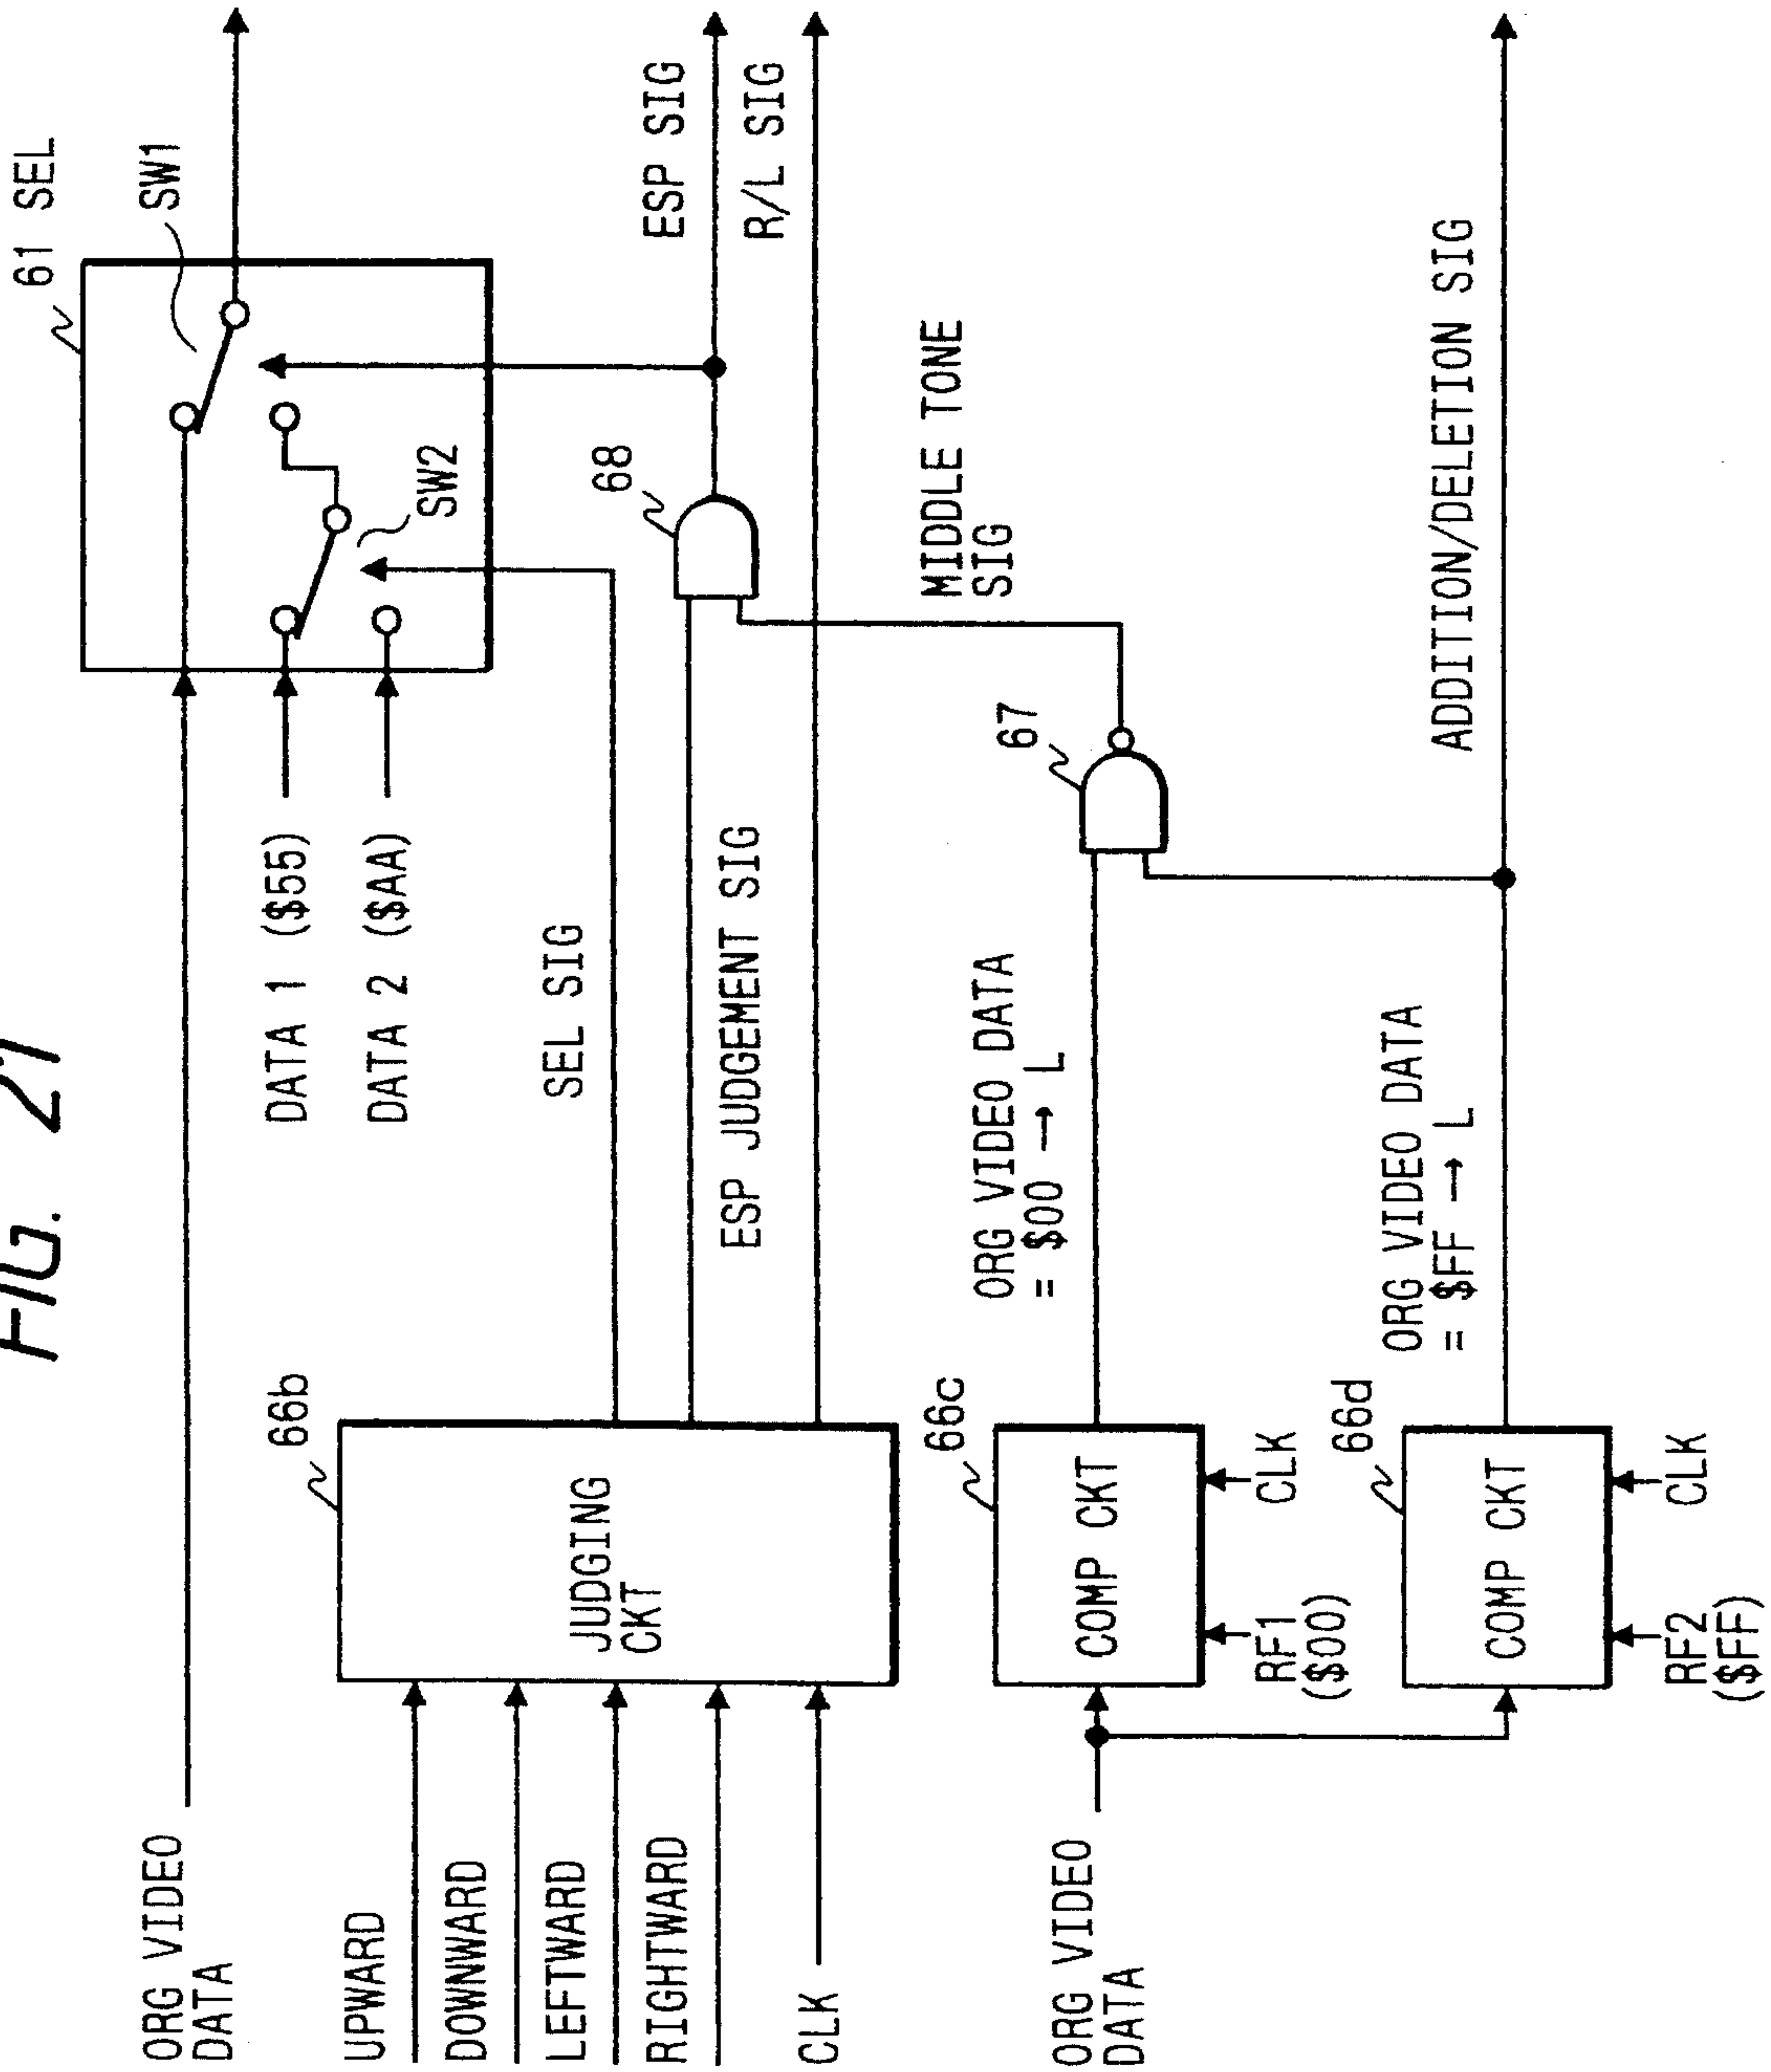 FIG. 21
61 SEL
SW1
SW2
ORG VIDEO
DATA
DATA 1 ($55)
DATA 2 ($AA)
SEL SIG
68
ESP SIG
R/L SIG
66b
UPWARD
DOWNWARD
LEFTWARD
RIGHTWARD
CLK
JUDGING
CKT
ESP JUDGEMENT SIG
MIDDLE TONE
SIG
67
ORG VIDEO DATA
= $00 → L
66c
ORG VIDEO
DATA
COMP CKT
RF1
($00)
CLK
ADDITION/DELETION SIG
ORG VIDEO DATA
= $FF → L
66d
COMP CKT
RF2
($FF)
CLK